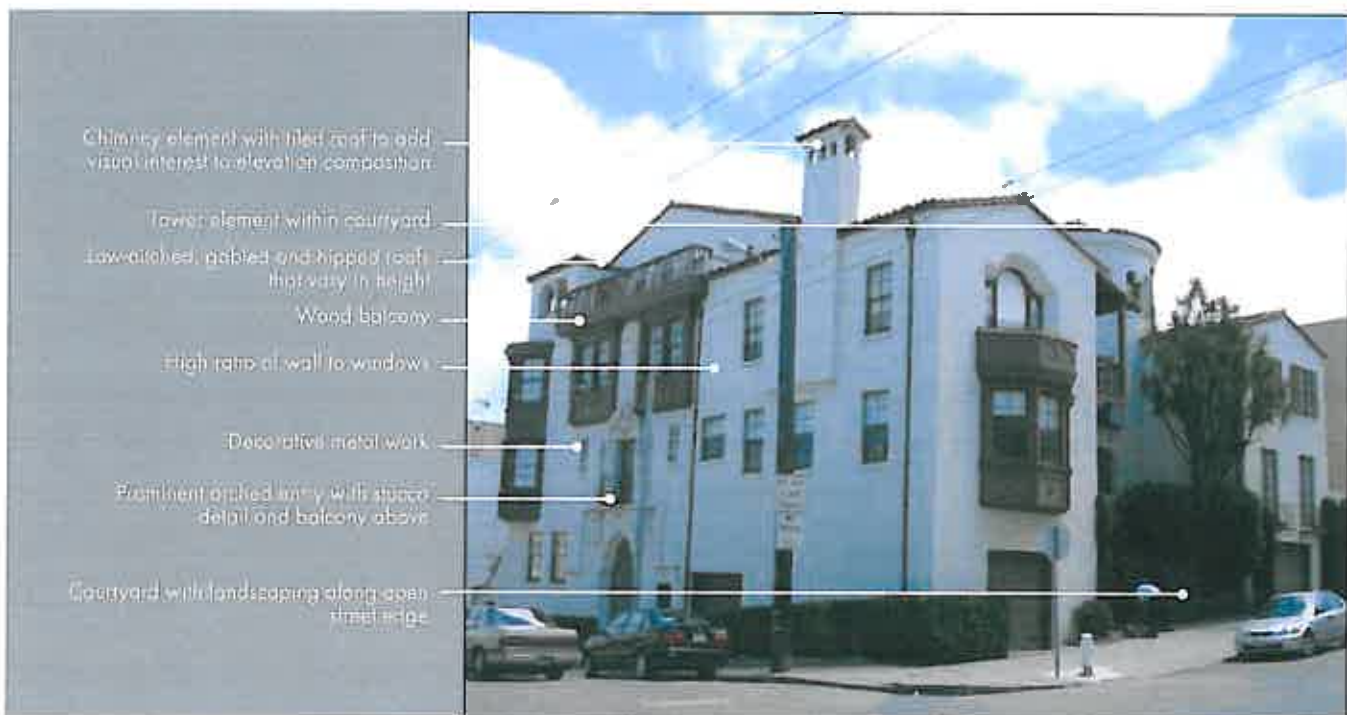 Chimney element with tiled roof to add
visual interest to elevation composition
Tower element within courtyard
Low-pitched, gabled and hipped roofs
that vary in height
Wood balcony
High ratio of wall to windows
Decorative metal work
Prominent arched entry with stucco
detail and balcony above
Courtyard with landscaping along open
street edge